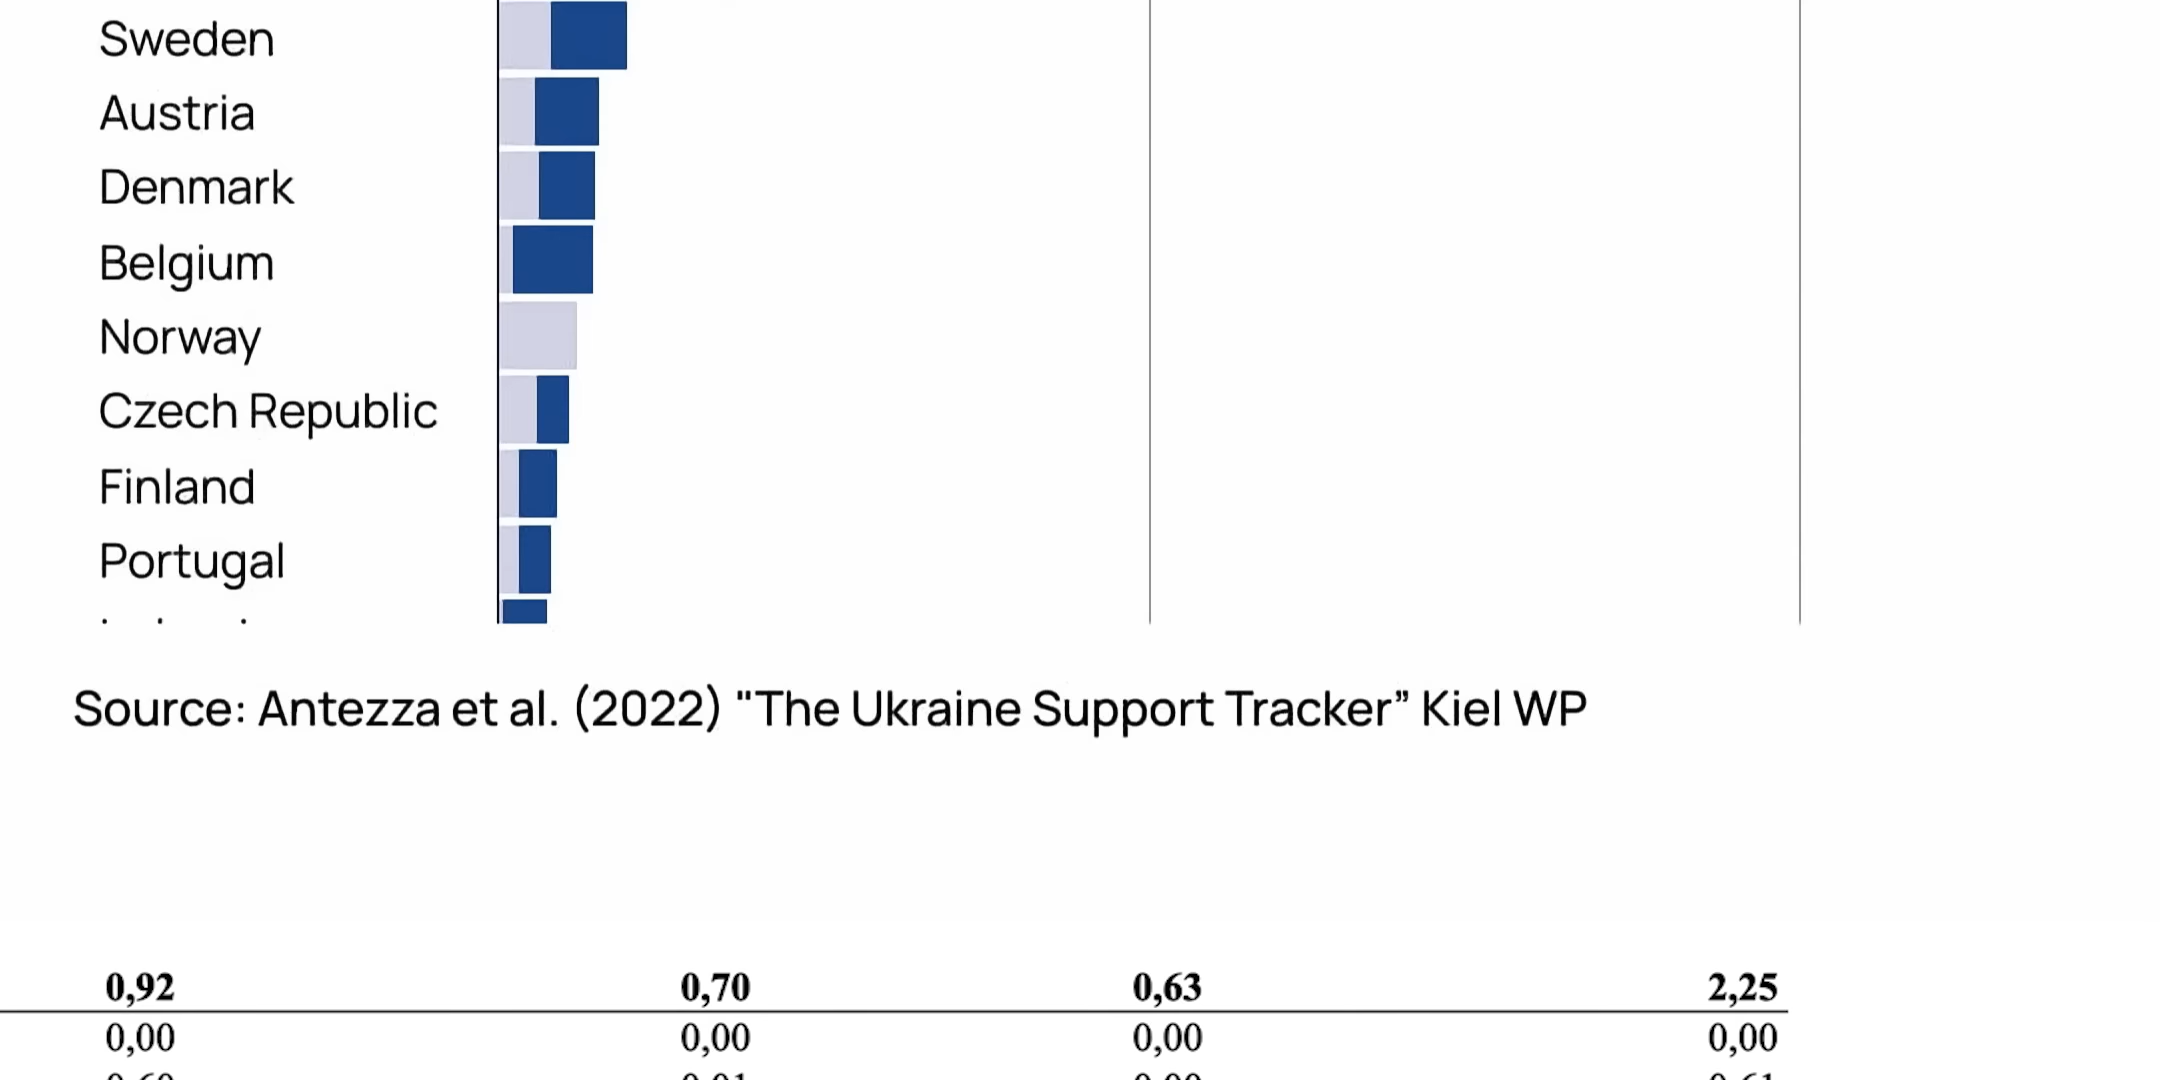 Sweden
Austria
Denmark
Belgium
Norway
Czech Republic
Finland
Portugal
Source: Antezza et al. (2022) "The Ukraine Support Tracker” Kiel WP
0,92 0,70 0,63 2,25
0,00 0,00 0,00 0,00